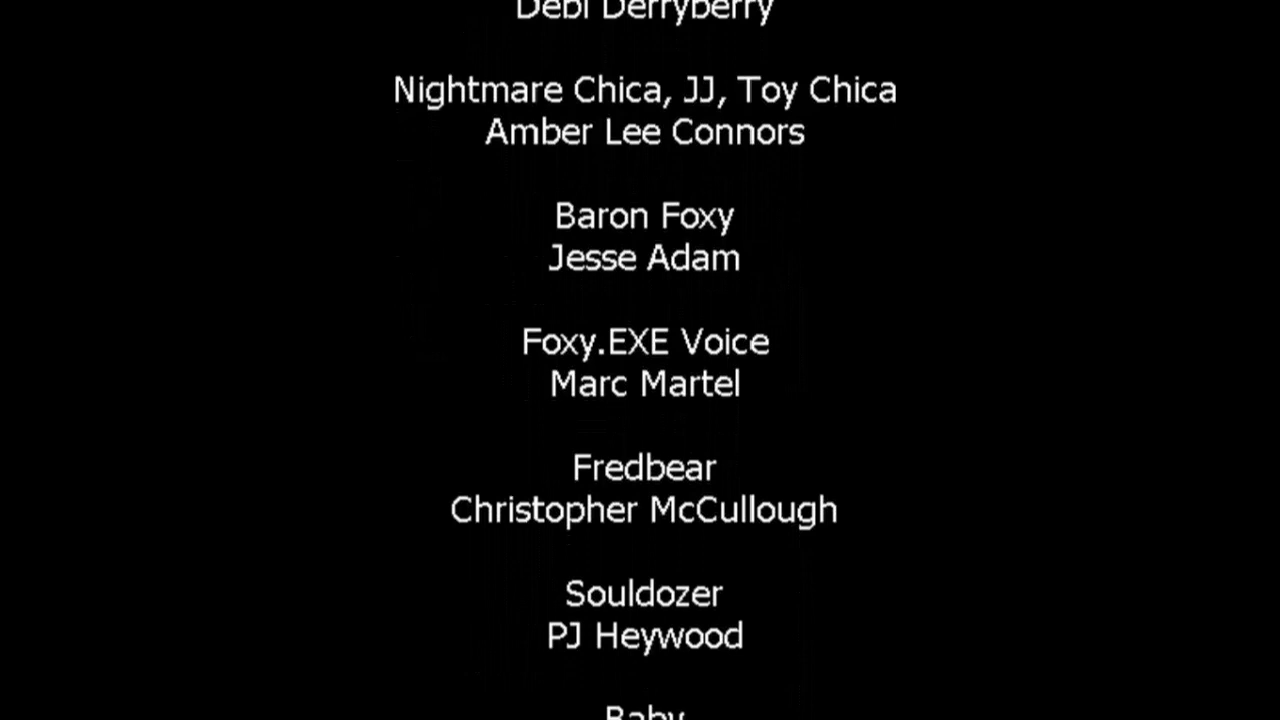 Debi Derryberry
Nightmare Chica, JJ, Toy Chica
Amber Lee Connors
Baron Foxy
Jesse Adam
Foxy.EXE Voice
Marc Martel
Fredbear
Christopher McCullough
Souldozer
PJ Heywood
Baby